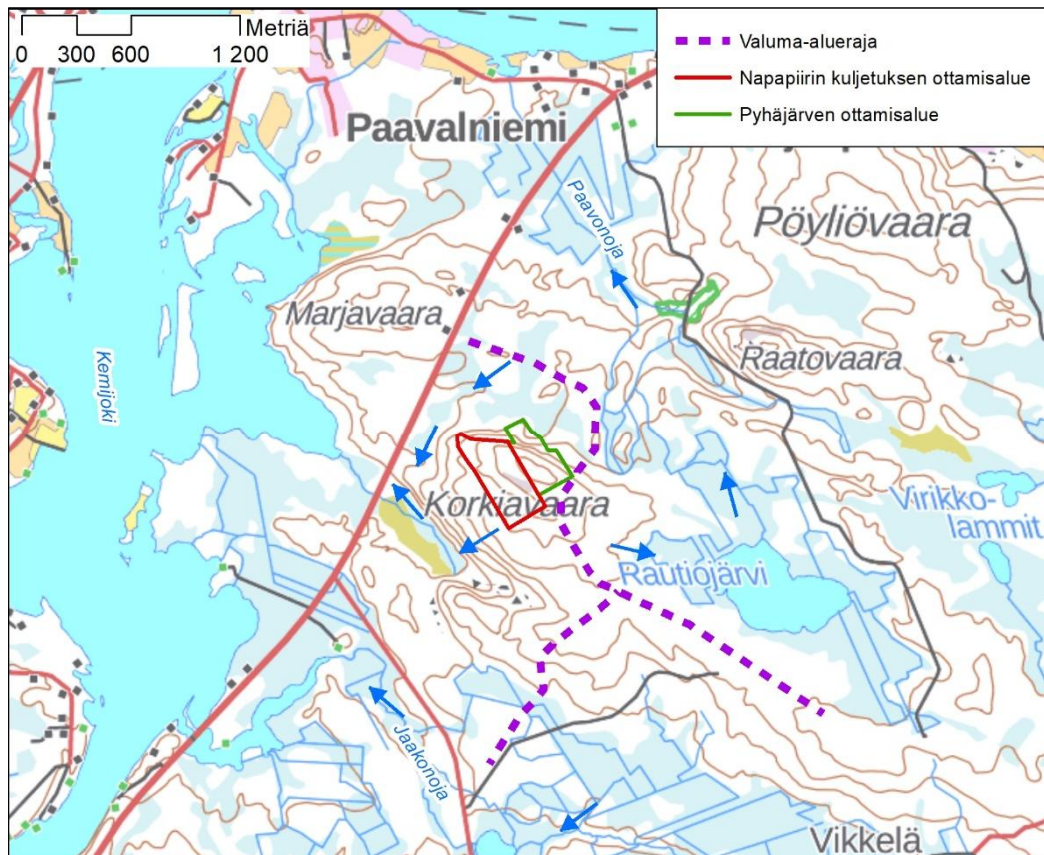 Metriä
0 300 600 1 200
Valuma-alueraja
Napapiirin kuljetuksen ottamisalue
Pyhäjärven ottamisalue
Paavalniemi
Paavonoja
Pöyliövaara
Marjavaara
Raatovaara
Kemijoki
Korkiavaara
Virikko-
lammit
Rautiojärvi
Jaakonoja
Vikkelä